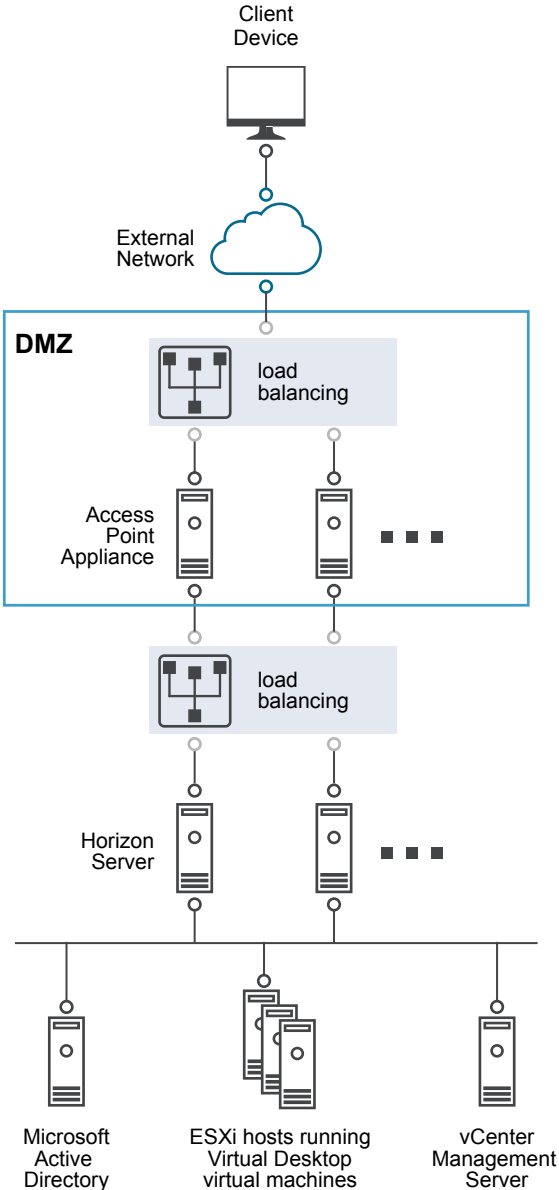 Client
Device
External
Network
DMZ
load
balancing
Access
Point
Appliance
load
balancing
Horizon
Server
Microsoft
Active
Directory
ESXi hosts running
Virtual Desktop
virtual machines
vCenter
Management
Server